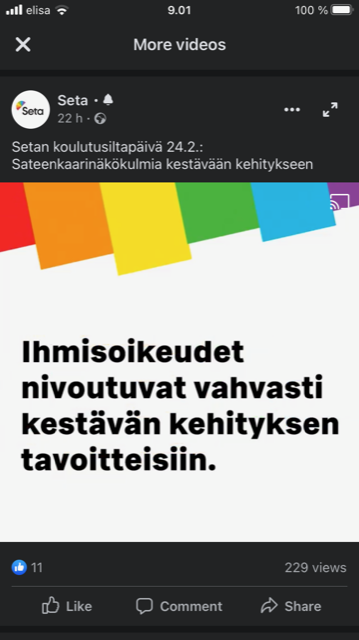 elisa 9.01 100 %
More videos
Seta
Seta ·
22 h ·
Setan koulutusiltapäivä 24.2.:
Sateenkaarinäkökulmia kestävään kehitykseen
Ihmisoikeudet
nivoutuvat vahvasti
kestävän kehityksen
tavoitteisiin.
11 229 views
Like Comment Share